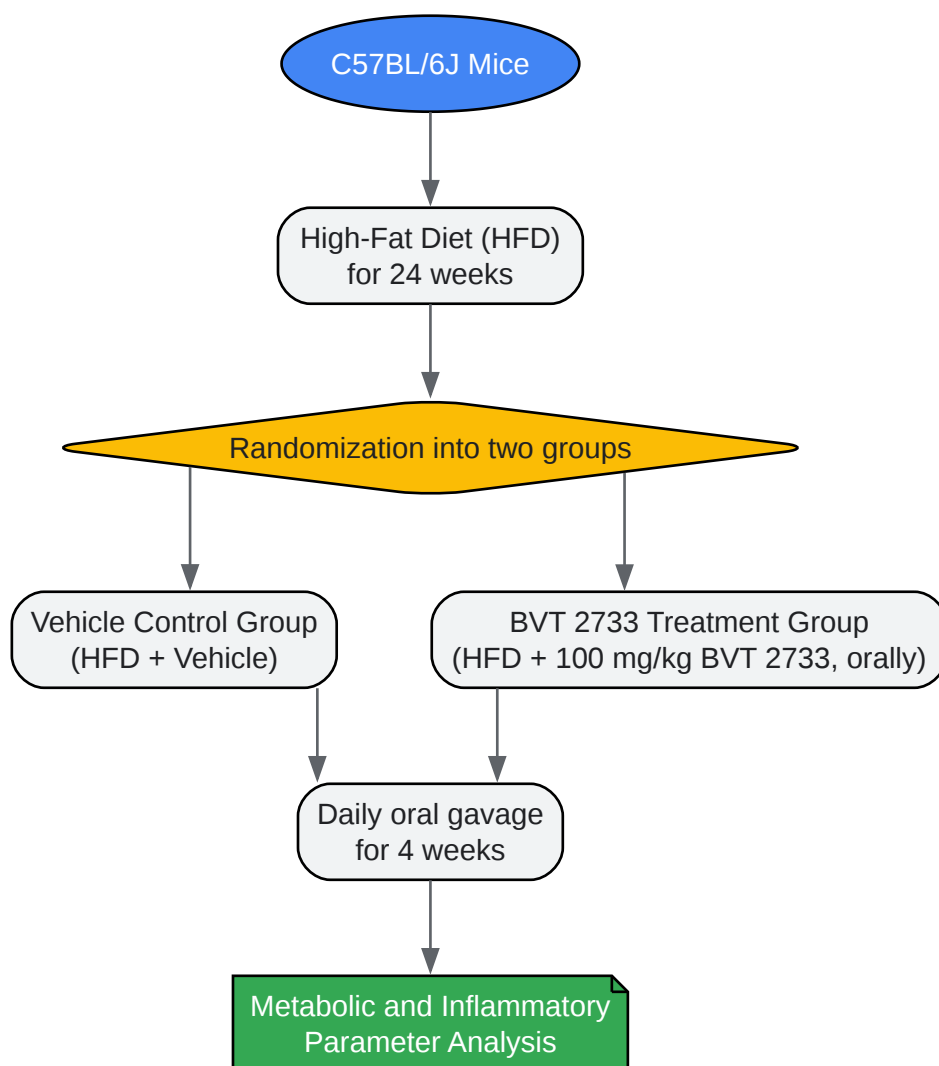 C57BL/6J Mice
High-Fat Diet (HFD)
for 24 weeks
Randomization into two groups
Vehicle Control Group
(HFD + Vehicle)
BVT 2733 Treatment Group
(HFD + 100 mg/kg BVT 2733, orally)
Daily oral gavage
for 4 weeks
Metabolic and Inflammatory
Parameter Analysis